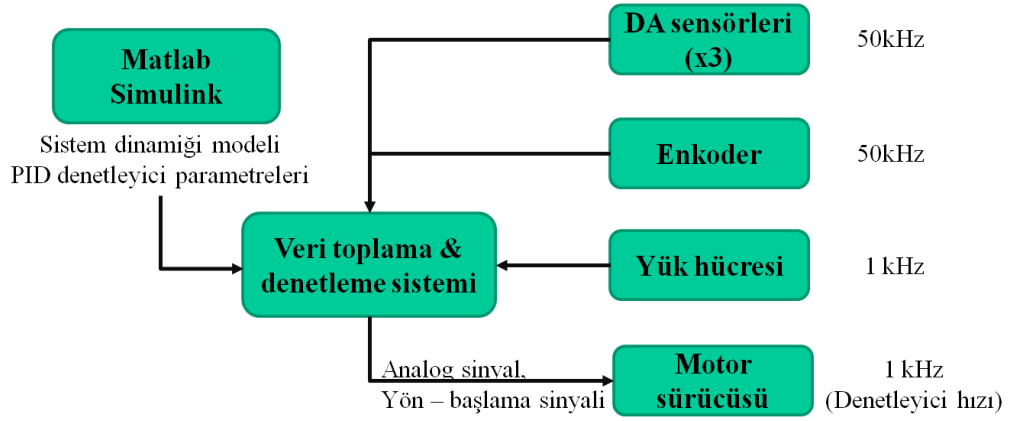 Matlab
Simulink
Sistem dinamiği modeli
PID denetleyici parametreleri
DA sensörleri
(x3)
50kHz
Enkoder
50kHz
Veri toplama &
denetleme sistemi
Yük hücresi
1 kHz
Analog sinyal,
Yön – başlama sinyali
Motor
sürücüsü
1 kHz
(Denetleyici hızı)